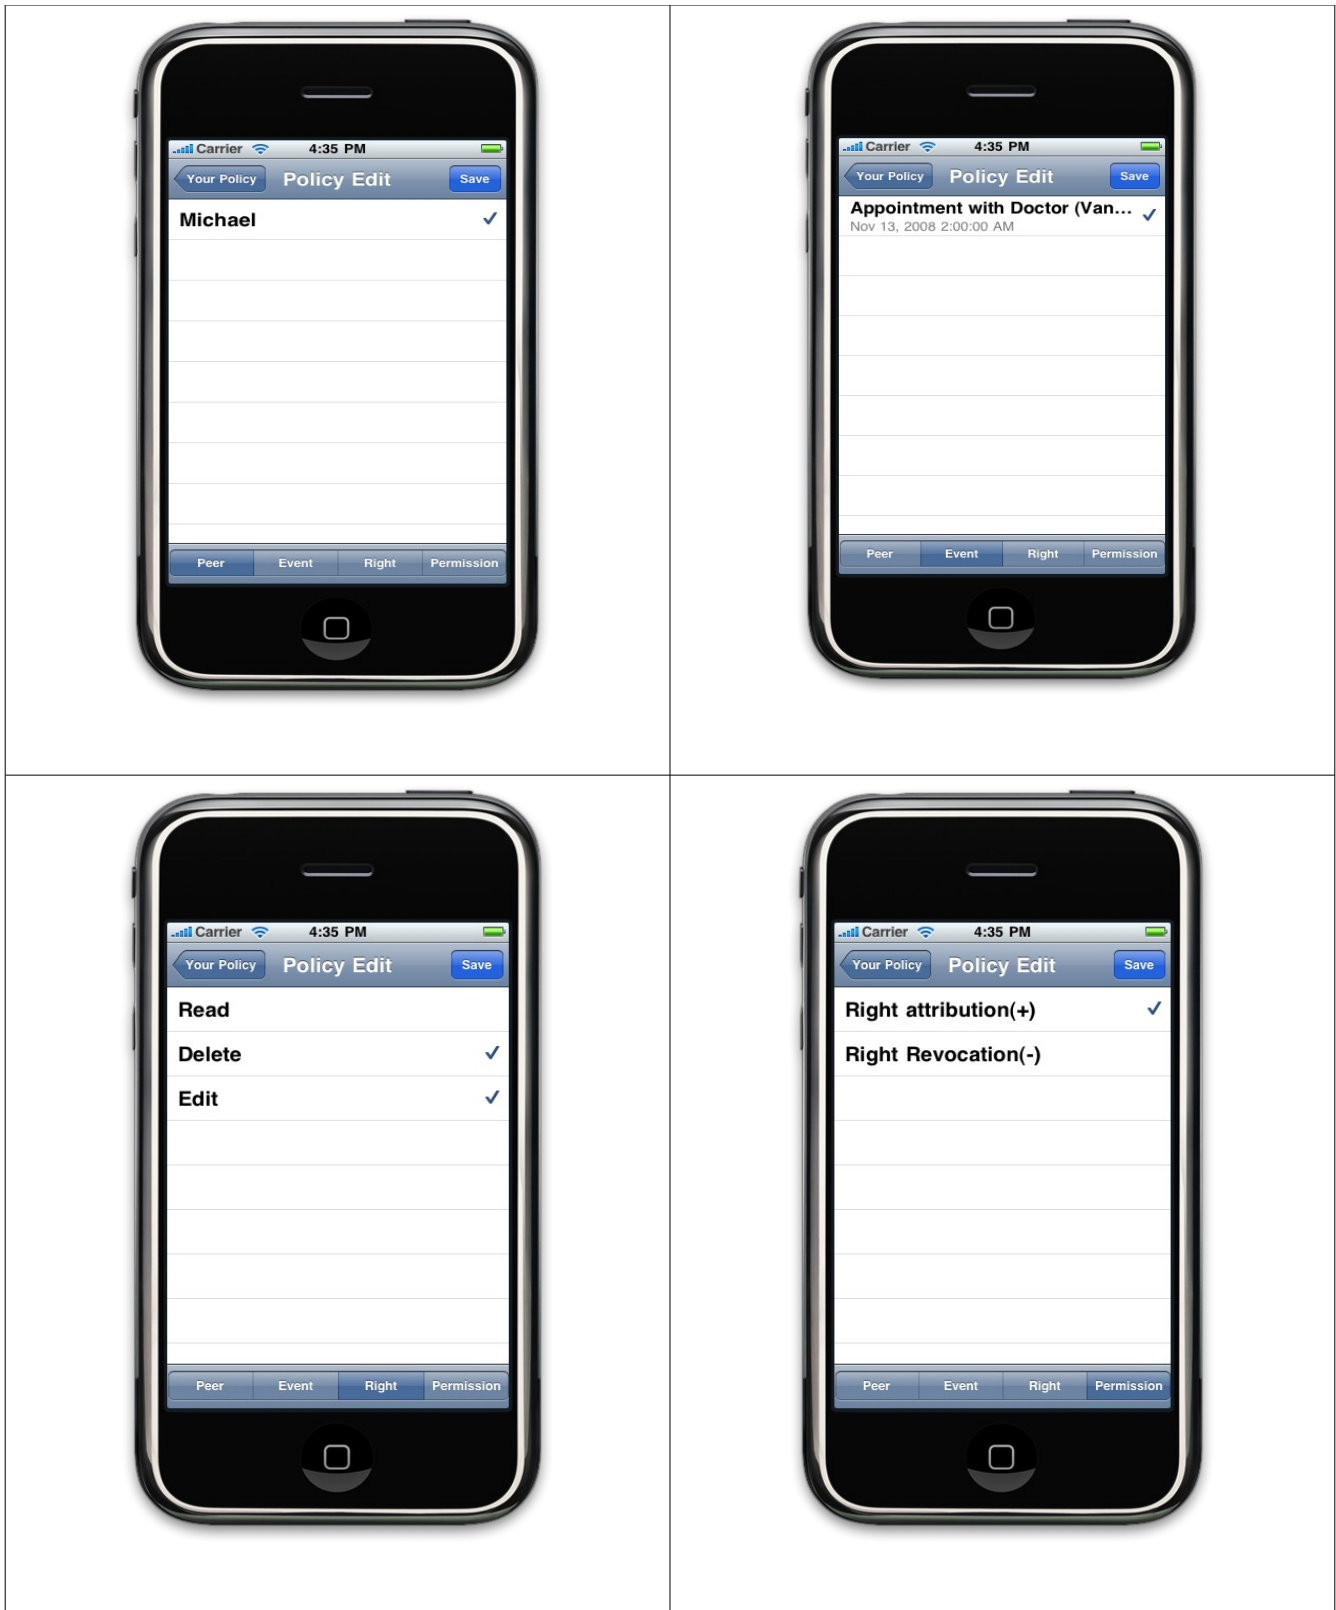 Carrier 4:35 PM
Your Policy Policy Edit Save
Michael
Peer Event Right Permission
Carrier 4:35 PM
Your Policy Policy Edit Save
Appointment with Doctor (Van...
Nov 13, 2008 2:00:00 AM
Peer Event Right Permission
Carrier 4:35 PM
Your Policy Policy Edit Save
Read
Delete
Edit
Peer Event Right Permission
Carrier 4:35 PM
Your Policy Policy Edit Save
Right attribution(+)
Right Revocation(-)
Peer Event Right Permission